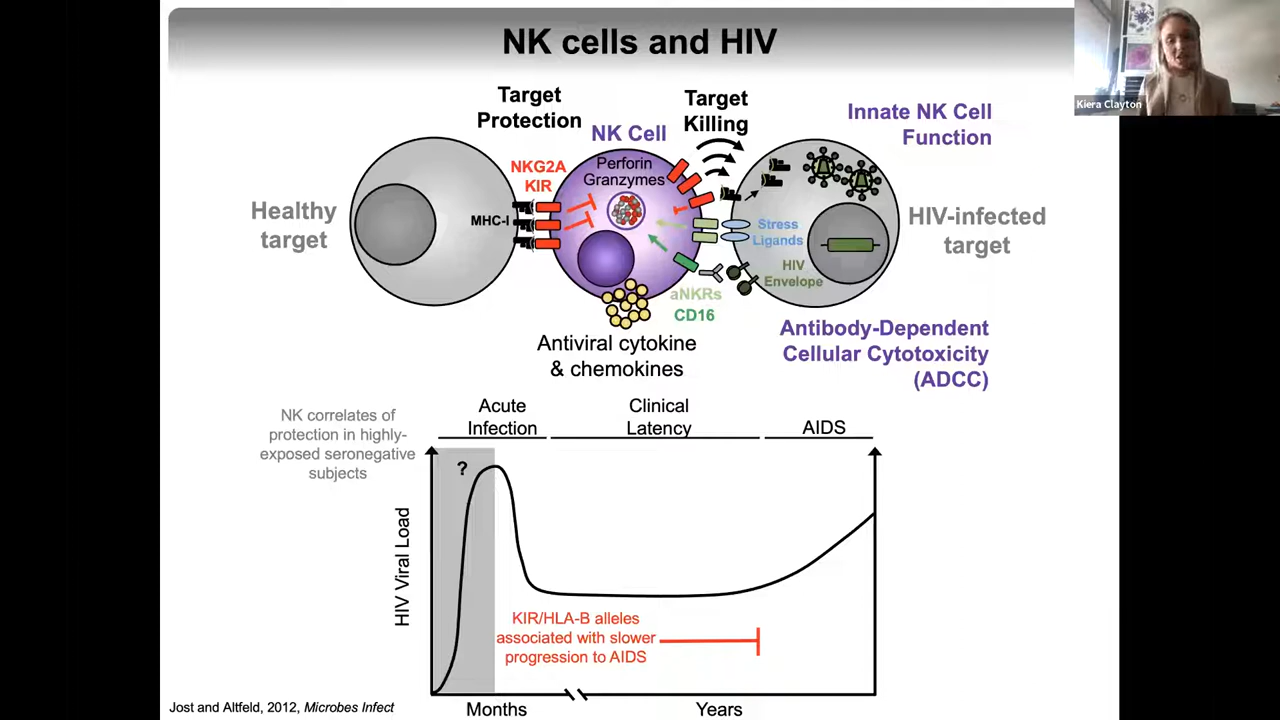 NK cells and HIV
Kiera Clayton
Target
Protection
Target
Killing
Innate NK Cell
Function
NK Cell
NKG2A
KIR
Perforin
Granzymes
MHC-I
Healthy
target
Stress
Ligands
HIV-infected
target
HIV
Envelope
aNKRs
CD16
Antiviral cytokine
& chemokines
Antibody-Dependent
Cellular Cytotoxicity
(ADCC)
NK correlates of
protection in highly-
exposed seronegative
subjects
Acute
Infection
Clinical
Latency
AIDS
?
HIV Viral Load
KIR/HLA-B alleles
associated with slower
progression to AIDS
Months
Years
Jost and Altfeld, 2012, Microbes Infect